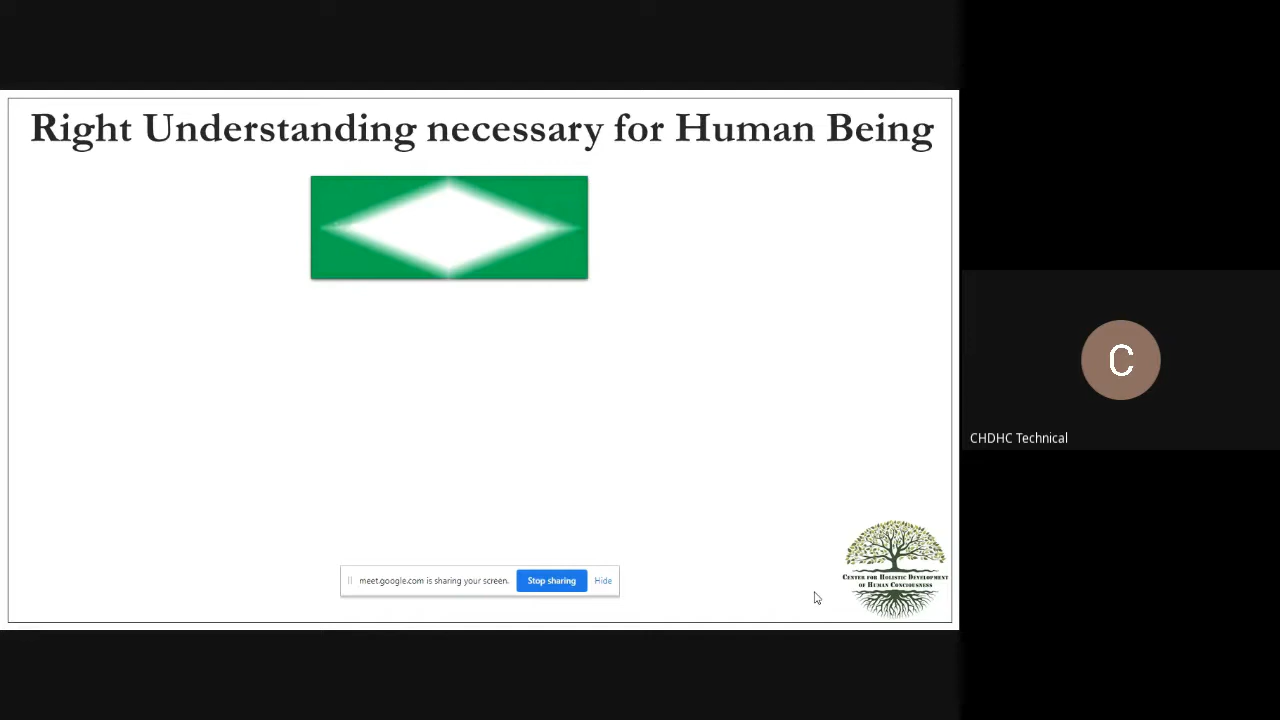 Right Understanding necessary for Human Being
meet.google.com is sharing your screen.
Stop sharing
Hide
CENTER FOR HOLISTIC DEVELOPMENT
OF HUMAN CONCIOUSNESS
C
CHDHC Technical